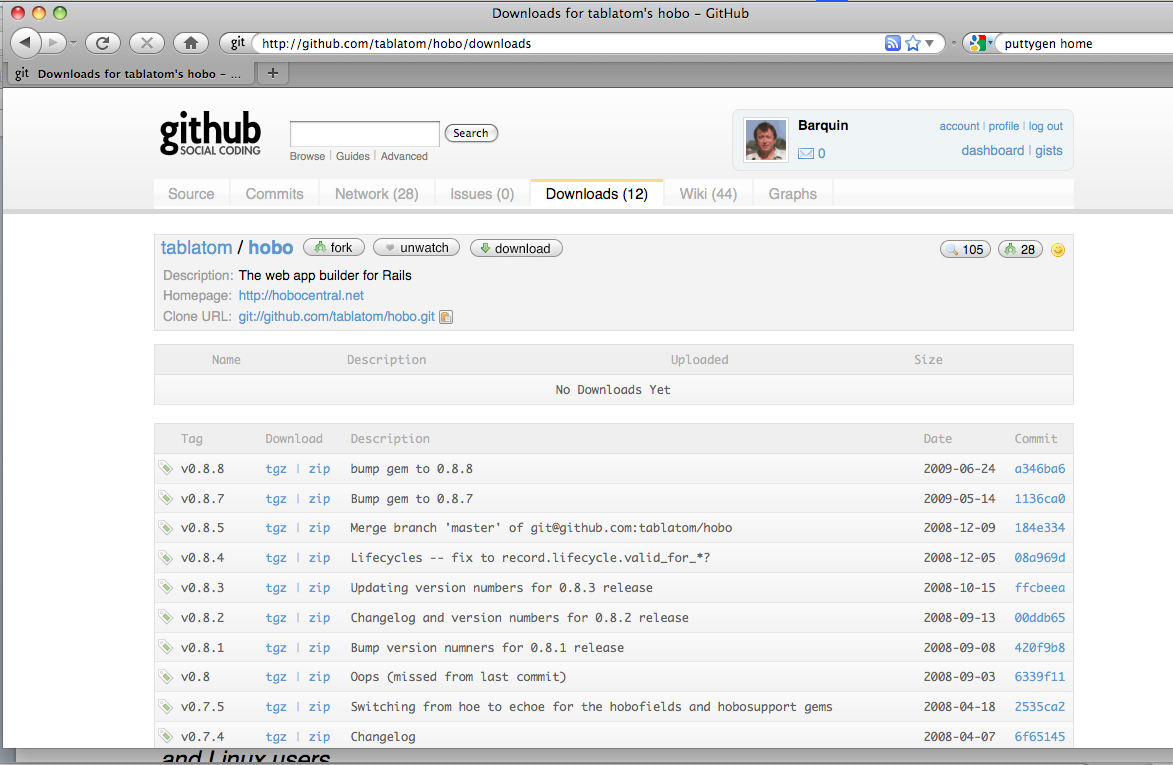 Downloads for tablatom's hobo – GitHub
git http://github.com/tablatom/hobo/downloads puttygen home
git Downloads for tablatom's hobo – ... +
github
SOCIAL CODING
Search
Browse | Guides | Advanced
Barquin account | profile | log out
0 dashboard | gists
Source Commits Network (28) Issues (0) Downloads (12) Wiki (44) Graphs
tablatom / hobo fork unwatch download 105 28
Description: The web app builder for Rails
Homepage: http://hobocentral.net
Clone URL: git://github.com/tablatom/hobo.git
Name Description Uploaded Size
No Downloads Yet
Tag Download Description Date Commit
v0.8.8 tgz | zip bump gem to 0.8.8 2009-06-24 a346ba6
v0.8.7 tgz | zip Bump gem to 0.8.7 2009-05-14 1136ca0
v0.8.5 tgz | zip Merge branch 'master' of git@github.com:tablatom/hobo 2008-12-09 184e334
v0.8.4 tgz | zip Lifecycles -- fix to record.lifecycle.valid_for_*? 2008-12-05 08a969d
v0.8.3 tgz | zip Updating version numbers for 0.8.3 release 2008-10-15 ffcbeea
v0.8.2 tgz | zip Changelog and version numbers for 0.8.2 release 2008-09-13 00ddb65
v0.8.1 tgz | zip Bump version numners for 0.8.1 release 2008-09-08 420f9b8
v0.8 tgz | zip Oops (missed from last commit) 2008-09-03 6339f11
v0.7.5 tgz | zip Switching from hoe to echoe for the hobofields and hobosupport gems 2008-04-18 2535ca2
v0.7.4 tgz | zip Changelog 2008-04-07 6f65145
and Linux users